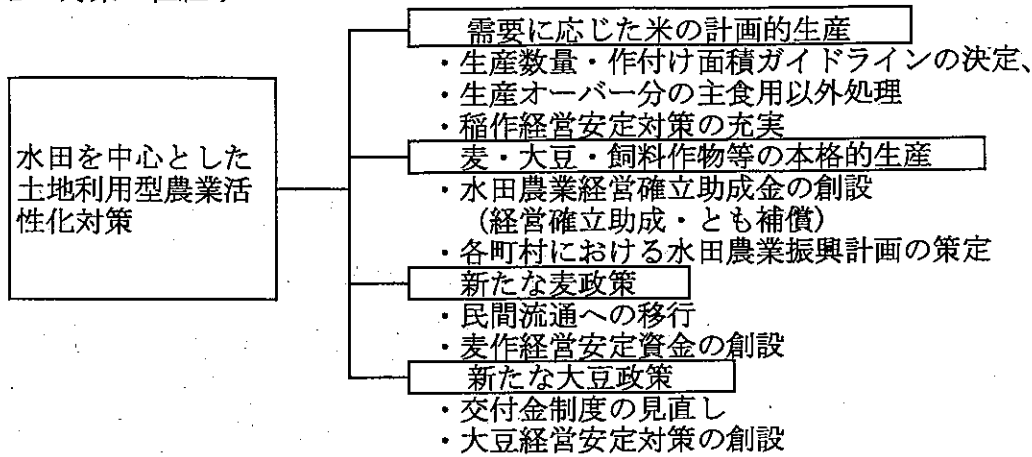 水田を中心とした
土地利用型農業活
性化対策
需要に応じた米の計画的生産
・生産数量・作付け面積ガイドラインの決定、
・生産オーバー分の主食用以外処理
・稲作経営安定対策の充実
麦・大豆・飼料作物等の本格的生産
・水田農業経営確立助成金の創設
(経営確立助成・とも補償)
・各町村における水田農業振興計画の策定
新たな麦政策
・民間流通への移行
・麦作経営安定資金の創設
新たな大豆政策
・交付金制度の見直し
・大豆経営安定対策の創設